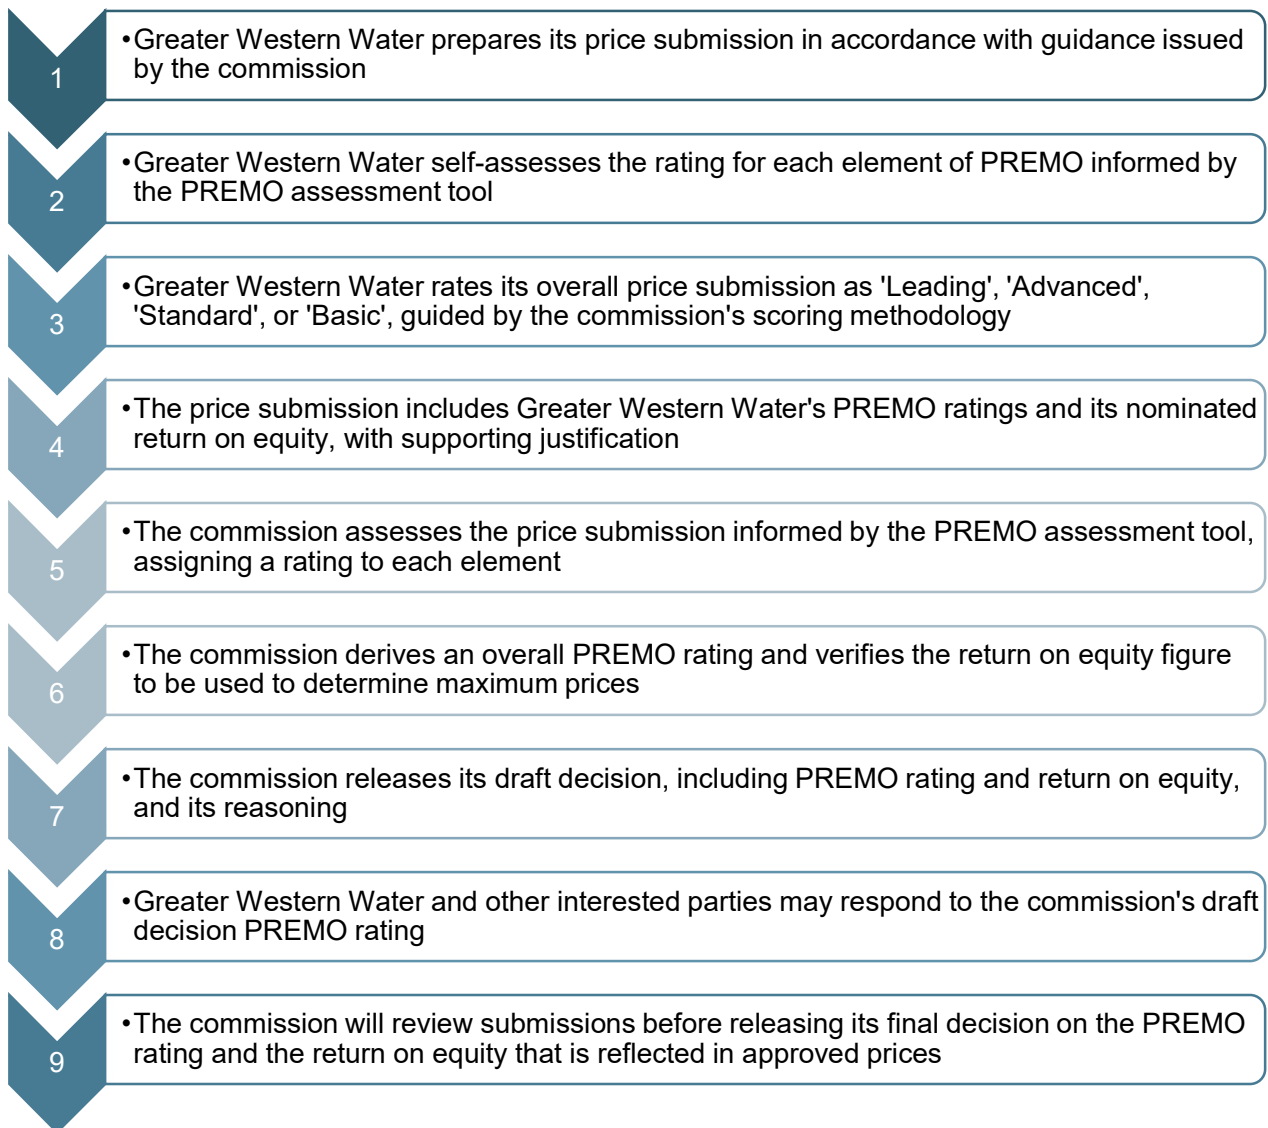 1
•Greater Western Water prepares its price submission in accordance with guidance issued
by the commission
2
•Greater Western Water self-assesses the rating for each element of PREMO informed by
the PREMO assessment tool
3
•Greater Western Water rates its overall price submission as 'Leading', 'Advanced',
'Standard', or 'Basic', guided by the commission's scoring methodology
4
•The price submission includes Greater Western Water's PREMO ratings and its nominated
return on equity, with supporting justification
5
•The commission assesses the price submission informed by the PREMO assessment tool,
assigning a rating to each element
6
•The commission derives an overall PREMO rating and verifies the return on equity figure
to be used to determine maximum prices
7
•The commission releases its draft decision, including PREMO rating and return on equity,
and its reasoning
8
•Greater Western Water and other interested parties may respond to the commission's draft
decision PREMO rating
9
•The commission will review submissions before releasing its final decision on the PREMO
rating and the return on equity that is reflected in approved prices